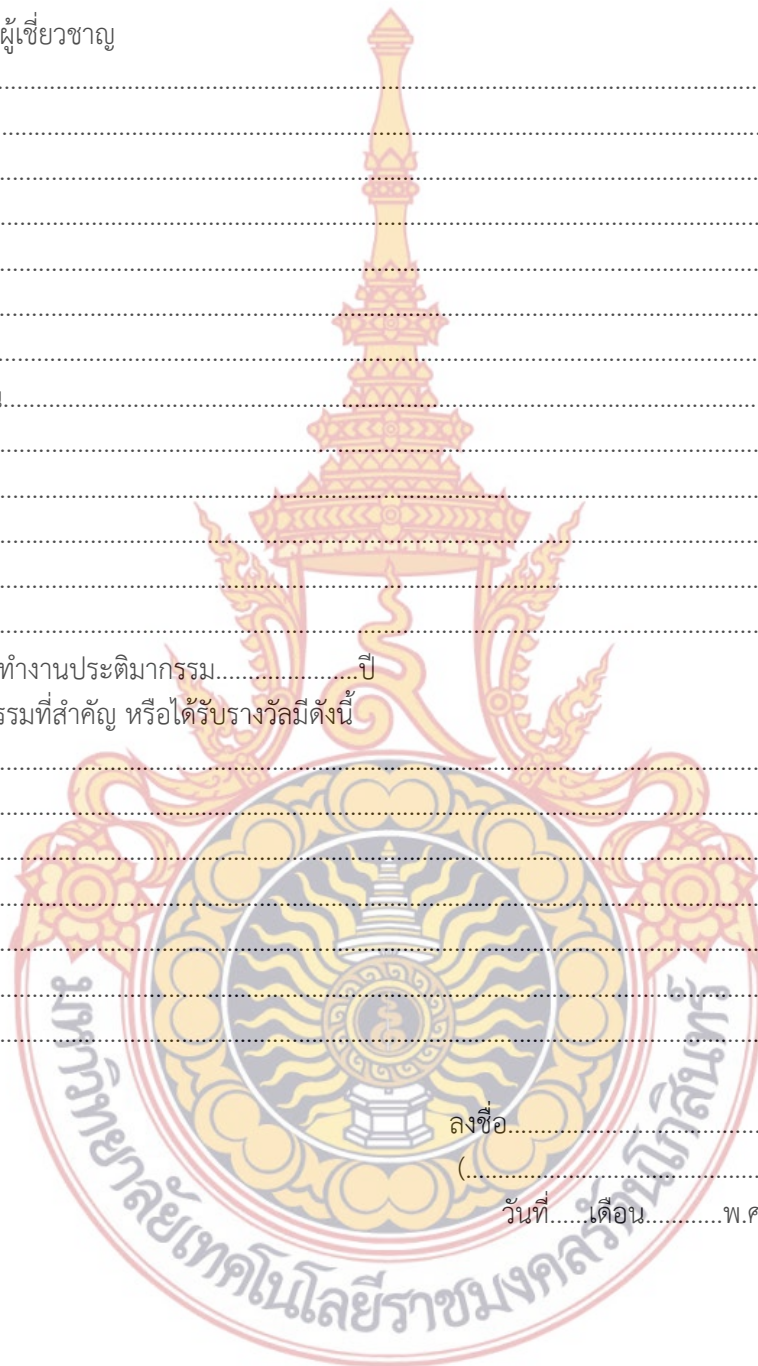 ผู้เชี่ยวชาญ
................................................................................
................................................................................
................................................................................
................................................................................
................................................................................
................................................................................
................................................................................
น................................................................................
................................................................................
................................................................................
................................................................................
................................................................................
................................................................................
ทำงานประติมากรรม......................ปี
รรมที่สำคัญ หรือได้รับรางวัลมีดังนี้
................................................................................
................................................................................
................................................................................
................................................................................
................................................................................
................................................................................
................................................................................
ลงชื่อ.......................................
(.............................................
วันที่......เดือน...........พ.ศ
มหาวิทยาลัยเทคโนโลยีราชมงคลรัตนโกสินทร์